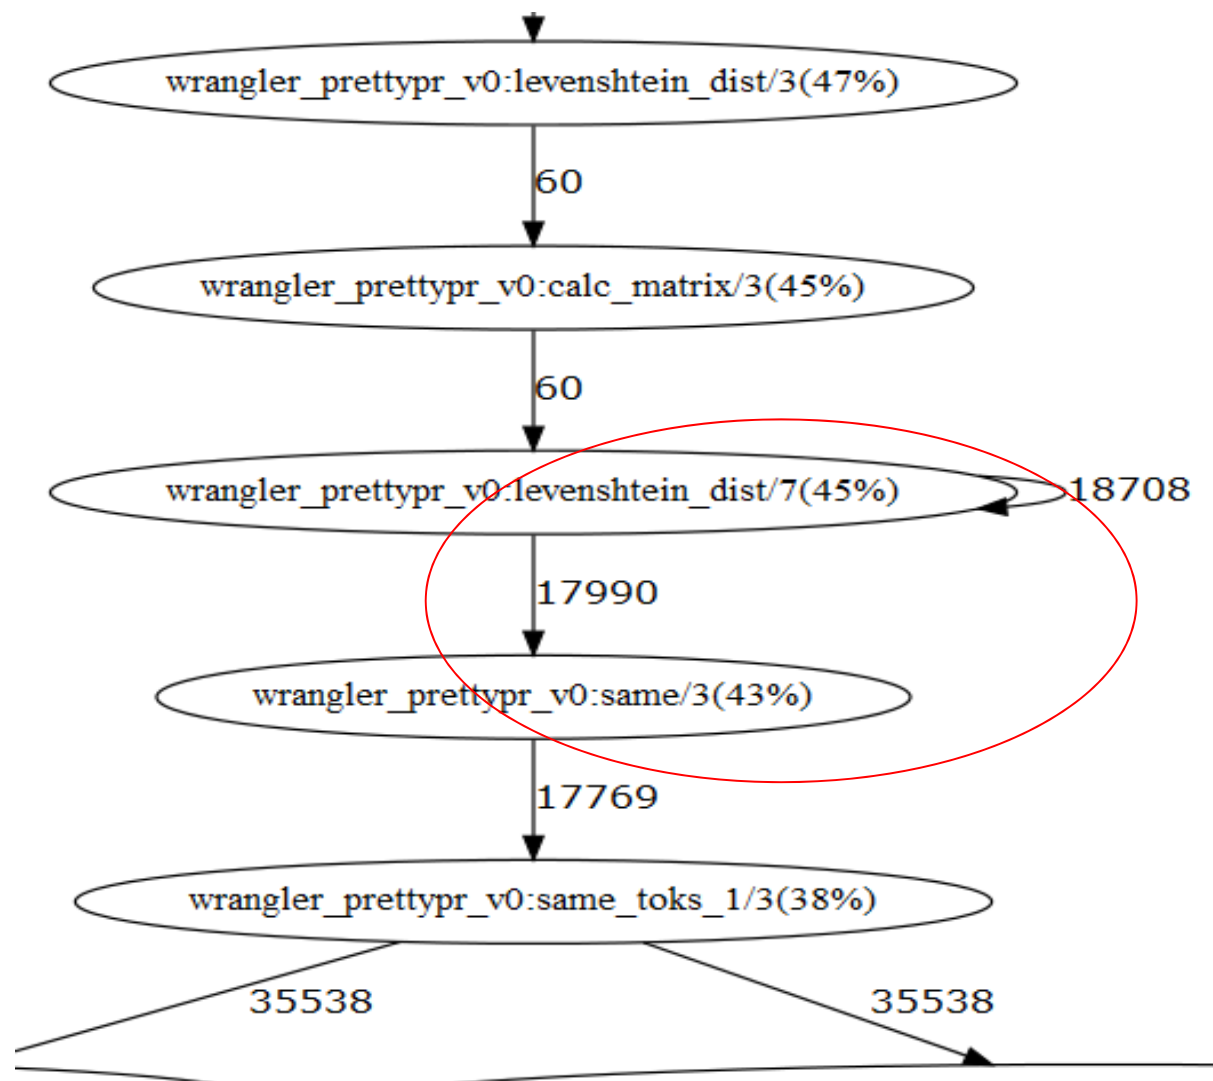 wrangler_prettypr_v0:levenshtein_dist/3(47%)
60
wrangler_prettypr_v0:calc_matrix/3(45%)
60
wrangler_prettypr_v0:levenshtein_dist/7(45%)
18708
17990
wrangler_prettypr_v0:same/3(43%)
17769
wrangler_prettypr_v0:same_toks_1/3(38%)
35538
35538